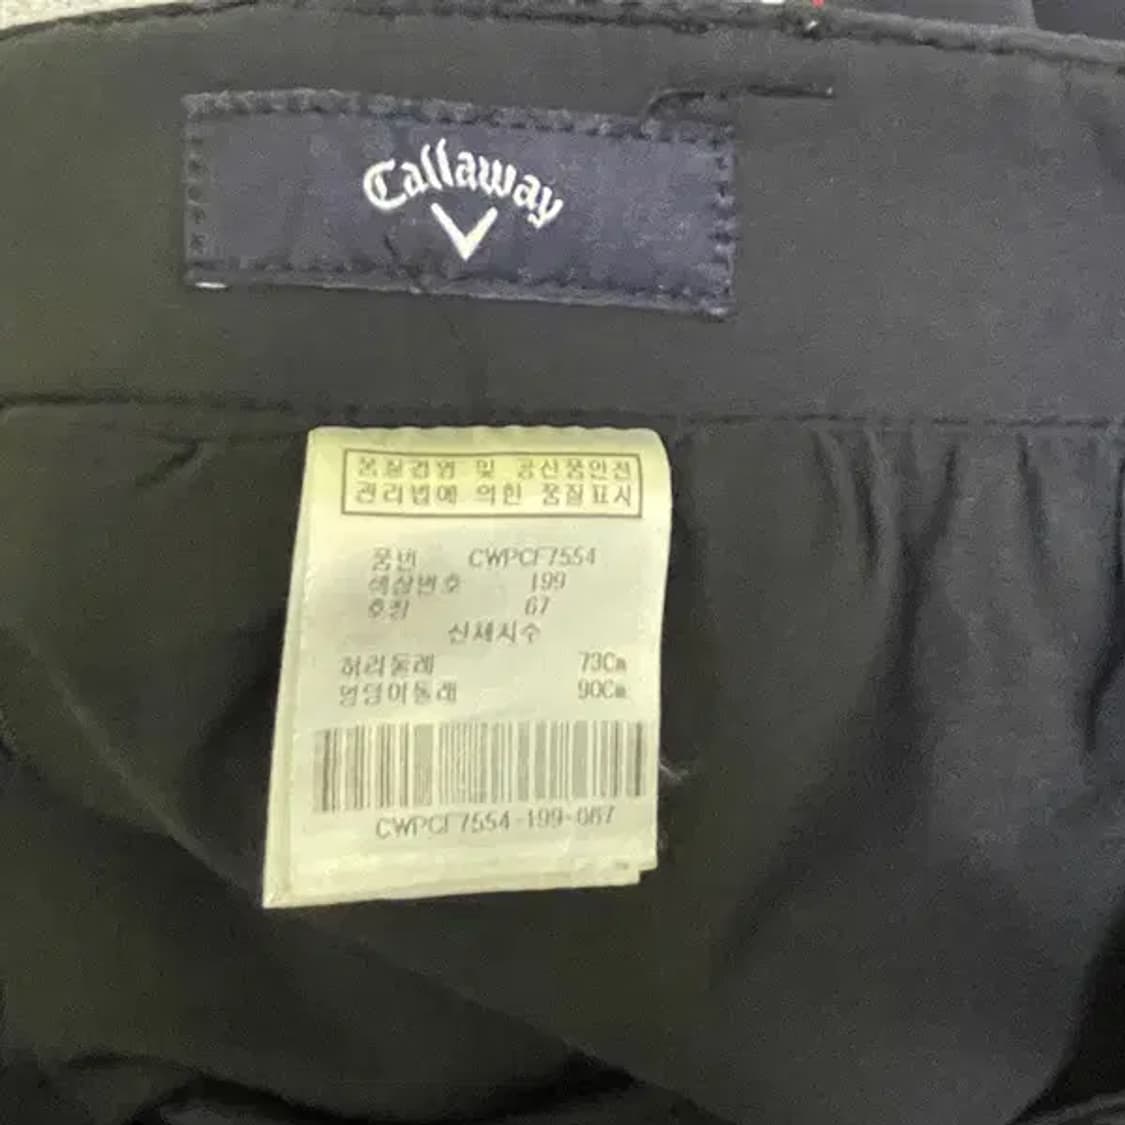 Callaway
품질경영 및 공산품안전
관리법에 의한 품질표시
품번 CWPCF7554
색상번호 199
호칭 67
신체치수
허리둘레 73Cm
엉덩이둘레 90Cm
CWPCF7554-199-067